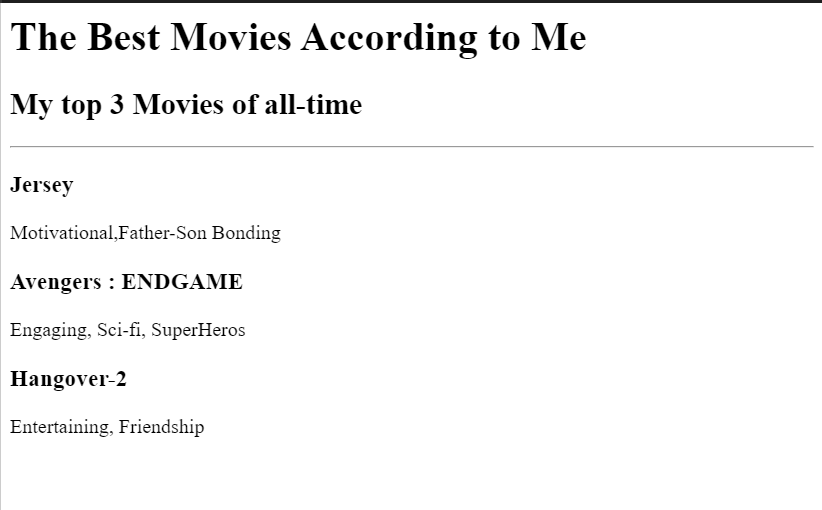 The Best Movies According to Me
My top 3 Movies of all-time
Jersey
Motivational,Father-Son Bonding
Avengers : ENDGAME
Engaging, Sci-fi, SuperHeros
Hangover-2
Entertaining, Friendship